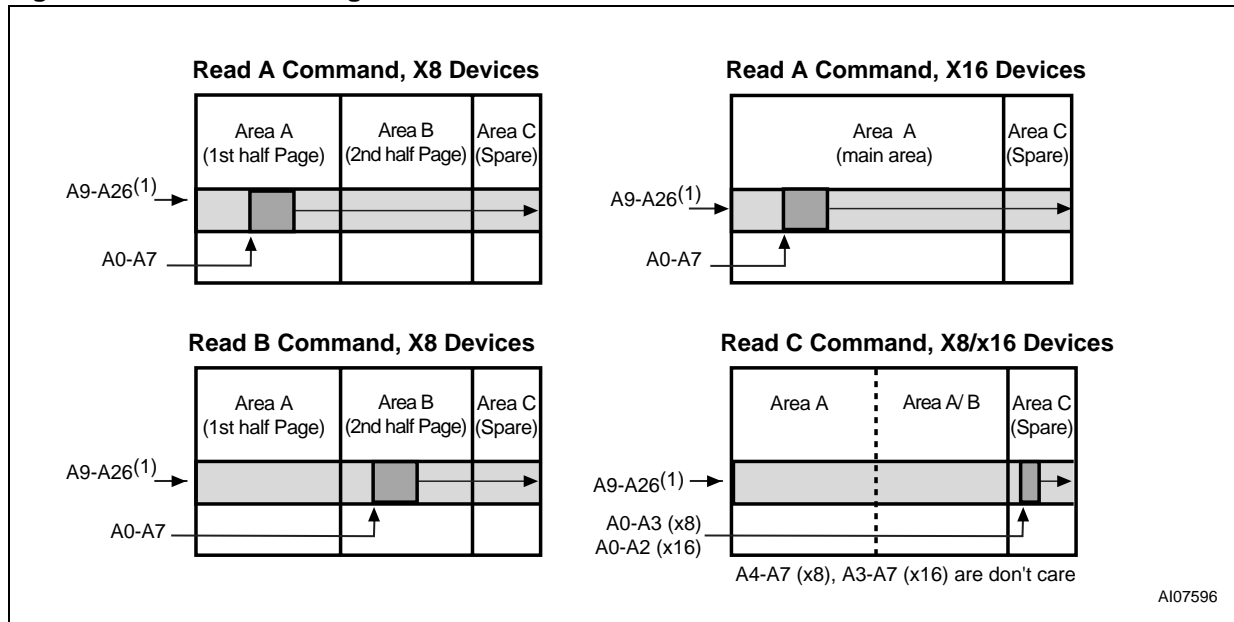 Read A Command, X8 Devices
Area A
(1st half Page)
Area B
(2nd half Page)
Area C
(Spare)
A9-A26(1)
A0-A7
Read A Command, X16 Devices
Area A
(main area)
Area C
(Spare)
A9-A26(1)
A0-A7
Read B Command, X8 Devices
Area A
(1st half Page)
Area B
(2nd half Page)
Area C
(Spare)
A9-A26(1)
A0-A7
Read C Command, X8/x16 Devices
Area A
Area A/ B
Area C
(Spare)
A9-A26(1)
A0-A3 (x8)
A0-A2 (x16)
A4-A7 (x8), A3-A7 (x16) are don't care
AI07596